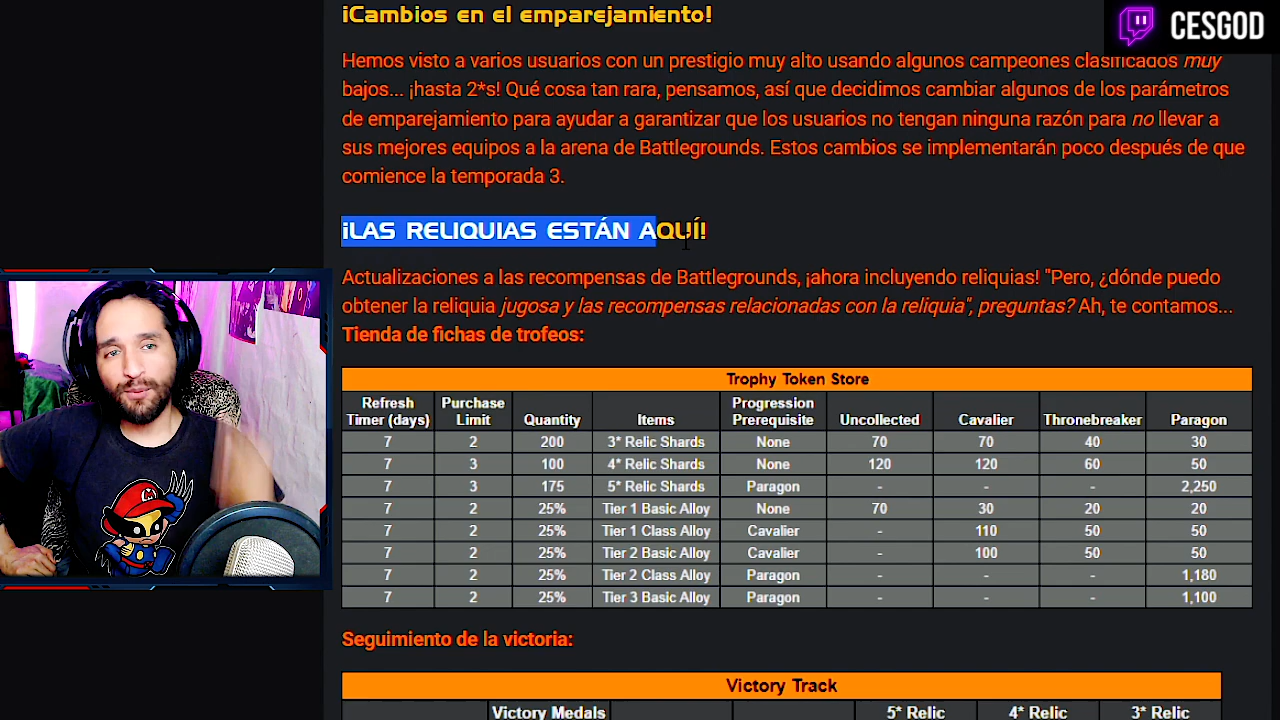 ¡Cambios en el emparejamiento!
CESGOD
Hemos visto a varios usuarios con un prestigio muy alto usando algunos campeones clasificados muy
bajos... ¡hasta 2*s! Qué cosa tan rara, pensamos, así que decidimos cambiar algunos de los parámetros
de emparejamiento para ayudar a garantizar que los usuarios no tengan ninguna razón para no llevar a
sus mejores equipos a la arena de Battlegrounds. Estos cambios se implementarán poco después de que
comience la temporada 3.
¡LAS RELIQUIAS ESTÁN AQUÍ!
Actualizaciones a las recompensas de Battlegrounds, ¡ahora incluyendo reliquias! "Pero, ¿dónde puedo
obtener la reliquia jugosa y las recompensas relacionadas con la reliquia", preguntas? Ah, te contamos...
Tienda de fichas de trofeos:
Trophy Token Store
Refresh Timer (days) Purchase Limit Quantity Items Progression Prerequisite Uncollected Cavalier Thronebreaker Paragon
7 2 200 3* Relic Shards None 70 70 40 30
7 3 100 4* Relic Shards None 120 120 60 50
7 3 175 5* Relic Shards Paragon - - - 2,250
7 2 25% Tier 1 Basic Alloy None 70 30 20 20
7 2 25% Tier 1 Class Alloy Cavalier - 110 50 50
7 2 25% Tier 2 Basic Alloy Cavalier - 100 50 50
7 2 25% Tier 2 Class Alloy Paragon - - - 1,180
7 2 25% Tier 3 Basic Alloy Paragon - - - 1,100
Seguimiento de la victoria:
Victory Track
Victory Medals 5* Relic 4* Relic 3* Relic